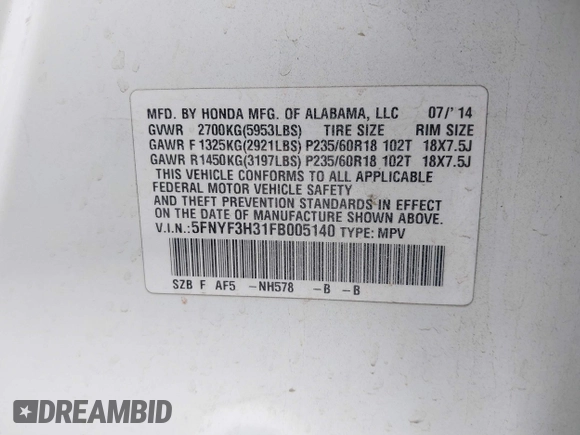 MFD. BY HONDA MFG. OF ALABAMA, LLC 07/'14
GVWR 2700KG(5953LBS) TIRE SIZE RIM SIZE
GAWR F 1325KG(2921LBS) P235/60R18 102T 18X7.5J
GAWR R 1450KG(3197LBS) P235/60R18 102T 18X7.5J
THIS VEHICLE CONFORMS TO ALL APPLICABLE
FEDERAL MOTOR VEHICLE SAFETY
AND THEFT PREVENTION STANDARDS IN EFFECT
ON THE DATE OF MANUFACTURE SHOWN ABOVE.
V.I.N.: 5FNYF3H31FB005140 TYPE: MPV
SZB F AF5 -NH578 -B -B
DREAMBID